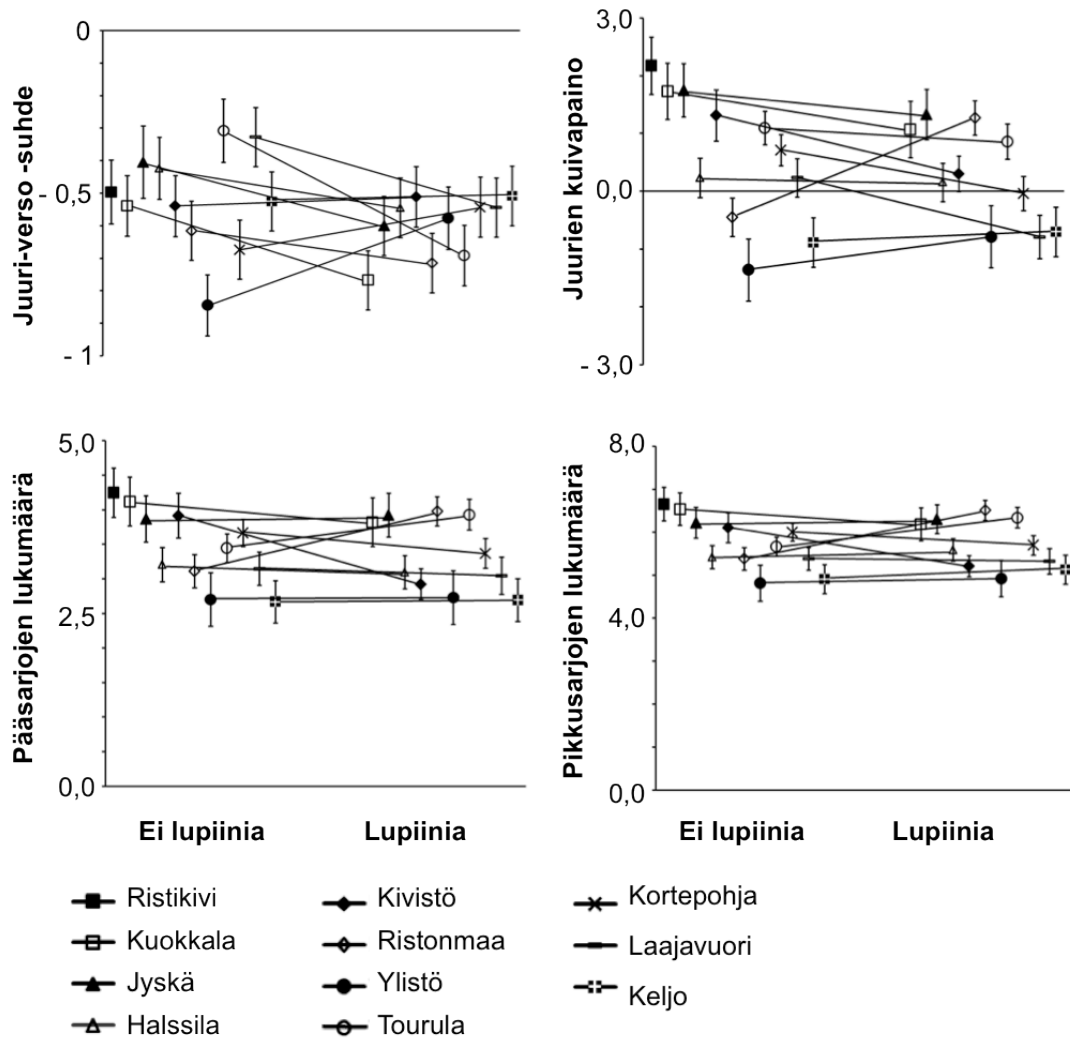 Juuri-verso -suhde
0
- 0,5
- 1
Juurien kuivapaino
3,0
0,0
- 3,0
Pääsarjojen lukumäärä
5,0
2,5
0,0
Pikkusarjojen lukumäärä
8,0
4,0
0,0
Ei lupiinia Lupiinia
Ei lupiinia Lupiinia
Ristikivi
Kuokkala
Jyskä
Halssila
Kivistö
Ristonmaa
Ylistö
Tourula
Kortepohja
Laajavuori
Keljo